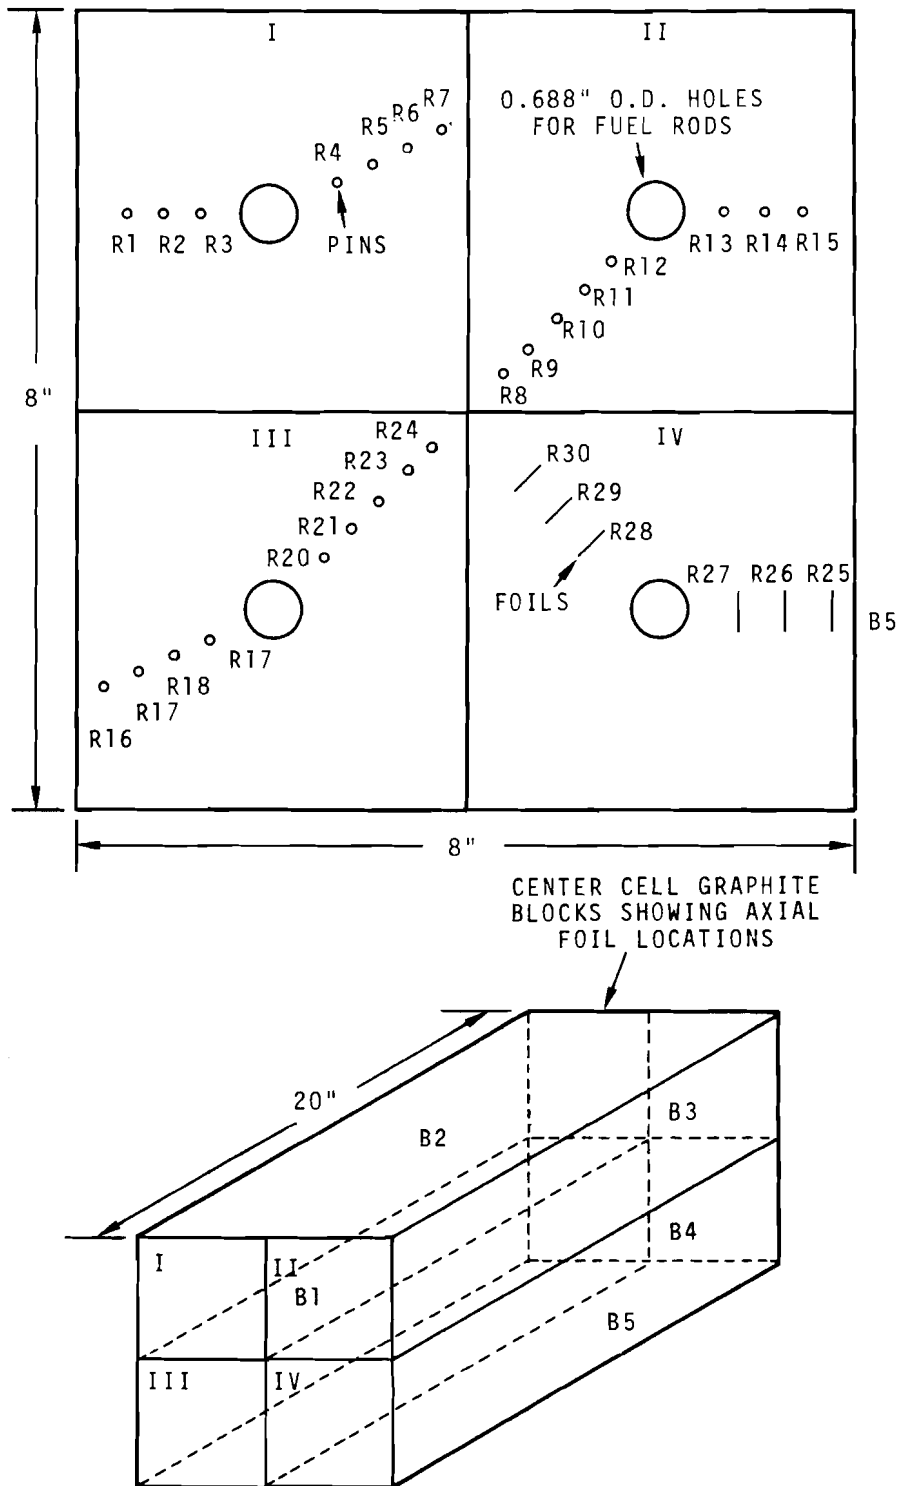 I
II
0.688" O.D. HOLES
FOR FUEL RODS
R7
R6
R5
R4
R1 R2 R3
PINS
R13 R14 R15
R12
R11
R10
R9
R8
8"
III
IV
R24
R23
R22
R21
R20
R17
R18
R17
R16
R30
R29
R28
FOILS
R27 R26 R25
B5
8"
CENTER CELL GRAPHITE
BLOCKS SHOWING AXIAL
FOIL LOCATIONS
20"
B2
B3
B4
B5
I
II
B1
III
IV